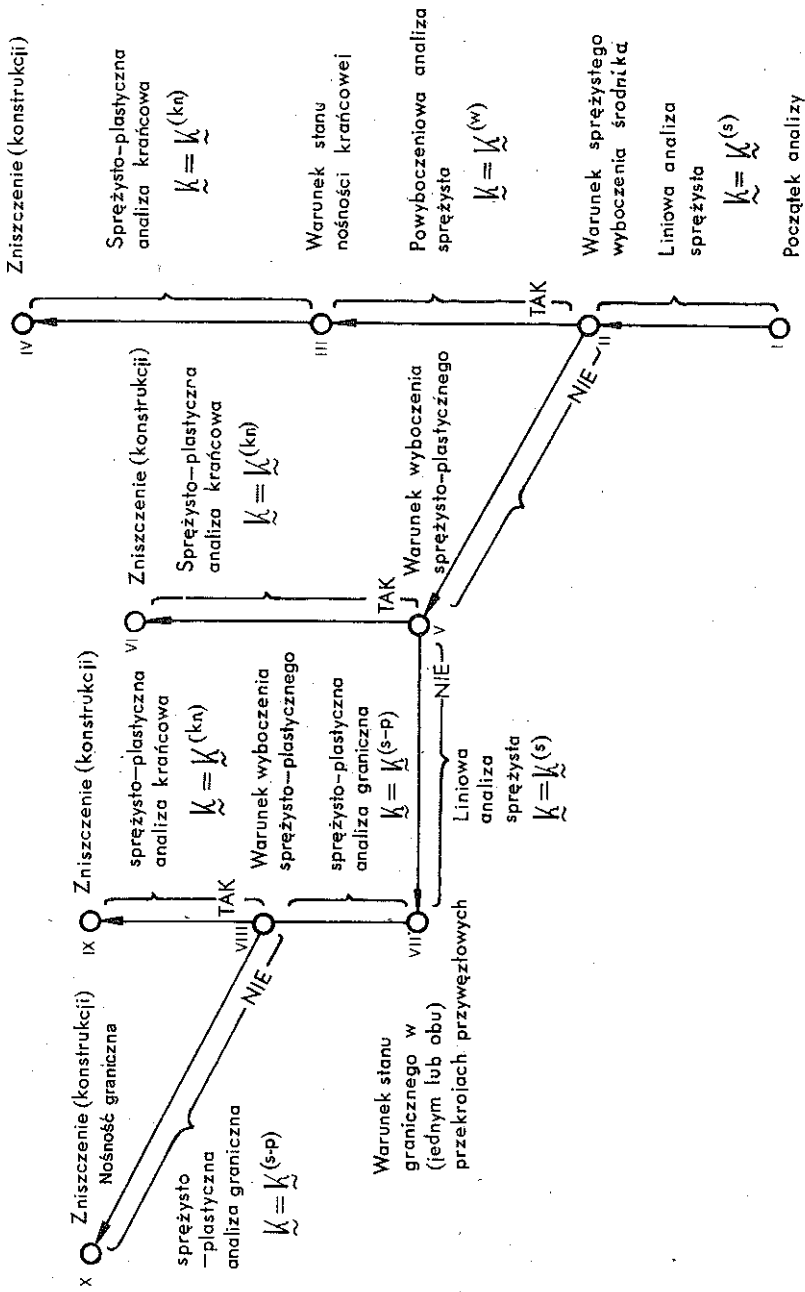 Zniszczenie (konstrukcji)
IV
Sprężysto-plastyczna
analiza krańcowa
K = K^(kn)
Warunek stanu
nośności krańcowej
III
Powyboczeniowa analiza
sprężysta
K = K^(w)
TAK
Warunek sprężystego
wyboczenia środnika
II
NIE
Liniowa analiza
sprężysta
K = K^(s)
Początek analizy
I
Zniszczenie (konstrukcji)
VI
Sprężysto-plastyczna
analiza krańcowa
K = K^(kn)
TAK
Warunek wyboczenia
sprężysto-plastycznego
V
NIE
Liniowa
analiza
sprężysta
K = K^(s)
Zniszczenie (konstrukcji)
IX
sprężysto-plastyczna
analiza krańcowa
K = K^(kn)
TAK
Warunek wyboczenia
sprężysto-plastycznego
VIII
NIE
sprężysto-plastyczna
analiza graniczna
K = K^(s-p)
VII
Warunek stanu
granicznego w
(jednym lub obu)
przekrojach przywęzłowych
Zniszczenie (konstrukcji)
Nośność graniczna
X
sprężysto
-plastyczna
analiza graniczna
K = K^(s-p)